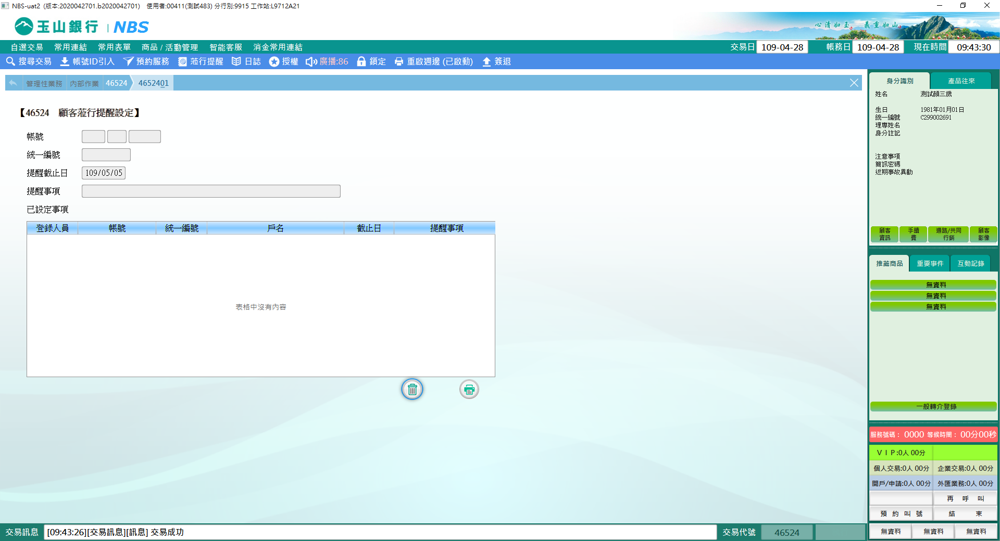 NBS-uat2 (版本:2020042701.b2020042701) 使用者:00411(測試483) 分行別:9915 工作站:L9712A21
玉山銀行 | NBS
心清如玉 義重如山
自選交易 常用連結 常用表單 商品 / 活動管理 智能客服 消金常用連結 交易日 109-04-28 帳務日 109-04-28 現在時間 09:43:30
搜尋交易 帳號ID引入 預約服務 蒞行提醒 日誌 授權 廣播:86 鎖定 重啟週邊 (已啟動) 簽退
管理性業務 內部作業 46524 4652401
【46524 顧客蒞行提醒設定】
帳號
統一編號
提醒截止日 109/05/05
提醒事項
已設定事項
登錄人員 帳號 統一編號 戶名 截止日 提醒事項
表格中沒有內容
身分識別 產品往來
姓名 測試顏三歲
生日 1981年01月01日
統一編號 C299002691
理專姓名
身分註記
注意事項
簡訊密碼
近期事故異動
顧客資訊 手續費 通路/共同行銷 顧客影像
推薦商品 重要事件 互動記錄
無資料
無資料
無資料
一般轉介登錄
服務號碼: 0000 等候時間: 00分00秒
VIP:0人 00分
個人交易:0人 00分 企業交易:0人 00分
開戶/申請:0人 00分 外匯業務:0人 00分
再 呼 叫
預 約 叫 號 結 束
無資料 無資料 無資料
交易訊息 [09:43:26][交易訊息][訊息] 交易成功 交易代號 46524